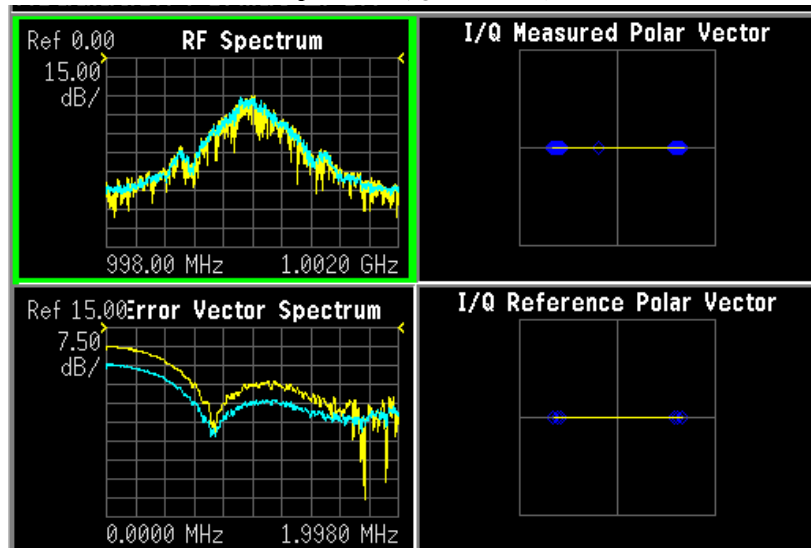 Ref 0.00 RF Spectrum
15.00
dB/
998.00 MHz 1.0020 GHz
I/Q Measured Polar Vector
Ref 15.00 Error Vector Spectrum
7.50
dB/
0.0000 MHz 1.9980 GHz
I/Q Reference Polar Vector